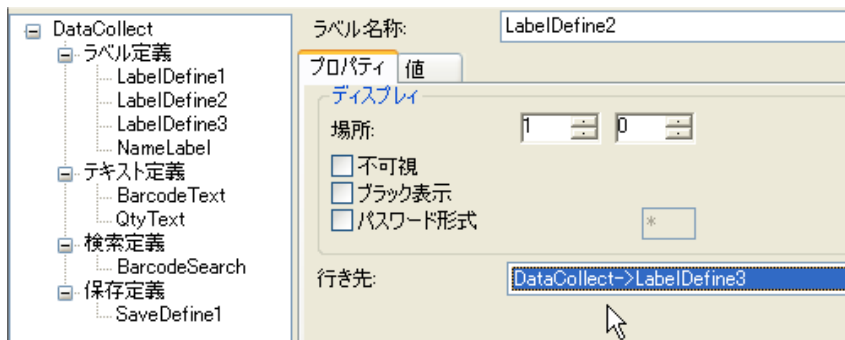 DataCollect
ラベル定義
LabelDefine1
LabelDefine2
LabelDefine3
NameLabel
テキスト定義
BarcodeText
QtyText
検索定義
BarcodeSearch
保存定義
SaveDefine1
ラベル名称: LabelDefine2
プロパティ 値
ディスプレイ
場所: 1 0
不可視
ブラック表示
パスワード形式 *
行き先: DataCollect->LabelDefine3